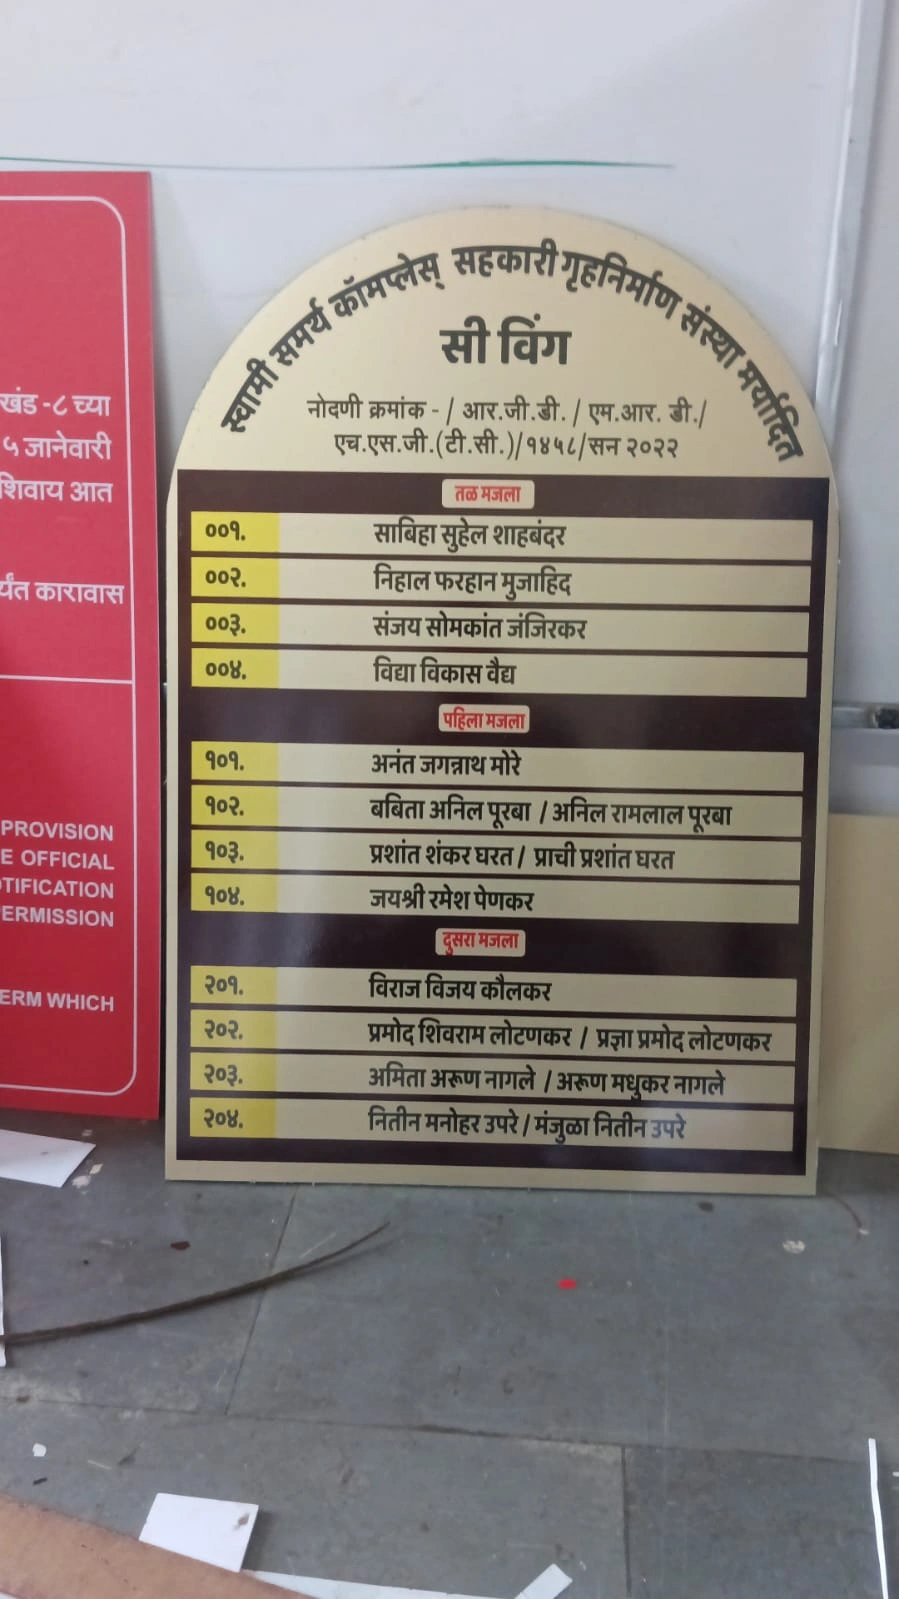 स्वामी समर्थ कॉमप्लेस् सहकारी गृहनिर्माण संस्था मर्यादित
सी विंग
नोदणी क्रमांक - / आर.जी.डी. / एम.आर. डी./
एच.एस.जी.(टी.सी.)/१४५८/सन २०२२
तळ मजला
००१. साबिहा सुहेल शाहबंदर
००२. निहाल फरहान मुजाहिद
००३. संजय सोमकांत जंजिरकर
००४. विद्या विकास वैद्य
पहिला मजला
१०१. अनंत जगन्नाथ मोरे
१०२. बबिता अनिल पूरबा / अनिल रामलाल पूरबा
१०३. प्रशांत शंकर घरत / प्राची प्रशांत घरत
१०४. जयश्री रमेश पेणकर
दुसरा मजला
२०१. विराज विजय कौलकर
२०२. प्रमोद शिवराम लोटणकर / प्रज्ञा प्रमोद लोटणकर
२०३. अमिता अरूण नागले / अरूण मधुकर नागले
२०४. नितीन मनोहर उपरे / मंजुळा नितीन उपरे
खंड -८ च्या
५ जानेवारी
शिवाय आत
कारावास
PROVISION
OFFICIAL
PERMISSION
WHICH